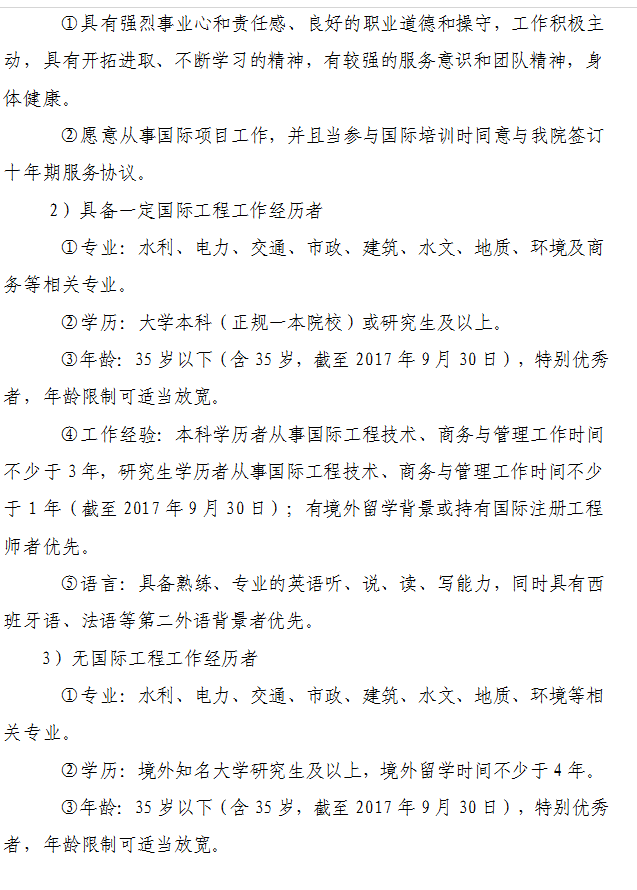 ①具有强烈事业心和责任感、良好的职业道德和操守，工作积极主
动，具有开拓进取、不断学习的精神，有较强的服务意识和团队精神，身
体健康。
②愿意从事国际项目工作，并且当参与国际培训时同意与我院签订
十年期服务协议。
2）具备一定国际工程工作经历者
①专业：水利、电力、交通、市政、建筑、水文、地质、环境及商
务等相关专业。
②学历：大学本科（正规一本院校）或研究生及以上。
③年龄：35 岁以下（含 35 岁，截至 2017 年 9 月 30 日），特别优秀
者，年龄限制可适当放宽。
④工作经验：本科学历者从事国际工程技术、商务与管理工作时间
不少于 3 年，研究生学历者从事国际工程技术、商务与管理工作时间不少
于 1 年（截至 2017 年 9 月 30 日）；有境外留学背景或持有国际注册工程
师者优先。
⑤语言：具备熟练、专业的英语听、说、读、写能力，同时具有西
班牙语、法语等第二外语背景者优先。
3）无国际工程工作经历者
①专业：水利、电力、交通、市政、建筑、水文、地质、环境等相
关专业。
②学历：境外知名大学研究生及以上，境外留学时间不少于 4 年。
③年龄：35 岁以下（含 35 岁，截至 2017 年 9 月 30 日），特别优秀
者，年龄限制可适当放宽。